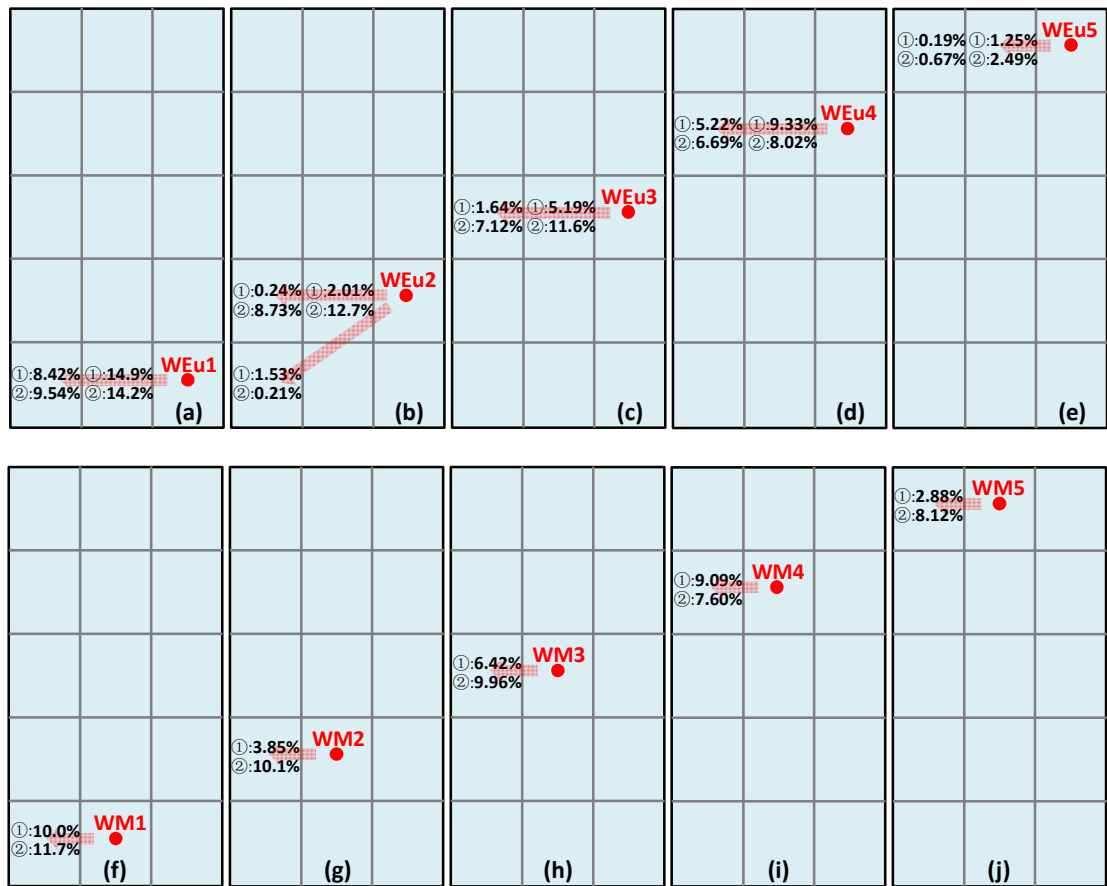 WEu5
①:0.19% ①:1.25%
②:0.67% ②:2.49%
WEu4
①:5.22% ①:9.33%
②:6.69% ②:8.02%
WEu3
①:1.64% ①:5.19%
②:7.12% ②:11.6%
WEu2
①:0.24% ①:2.01%
②:8.73% ②:12.7%
WEu1
①:8.42% ①:14.9%
②:9.54% ②:14.2%
①:1.53%
②:0.21%
(a) (b) (c) (d) (e)
WM5
①:2.88%
②:8.12%
WM4
①:9.09%
②:7.60%
WM3
①:6.42%
②:9.96%
WM2
①:3.85%
②:10.1%
WM1
①:10.0%
②:11.7%
(f) (g) (h) (i) (j)